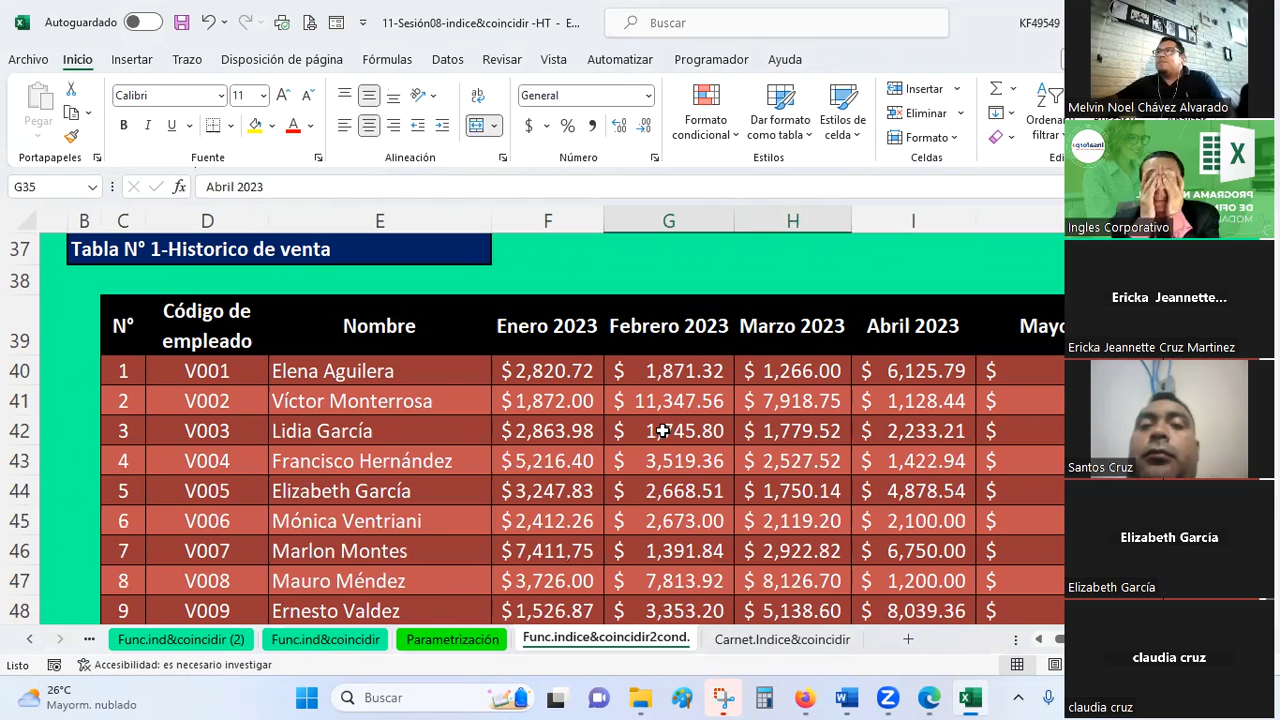 Autoguardado
11-Sesión08-indice&coincidir -HT - E...
Buscar
KF49549
Archivo Inicio Insertar Trazo Disposición de página Fórmulas Datos Revisar Vista Automatizar Programador Ayuda
Pegar
Calibri 11
General
N K S
Formato condicional
Dar formato como tabla
Estilos de celda
Insertar
Eliminar
Formato
Portapapeles Fuente Alineación Número Estilos Celdas
G35 Abril 2023
B C D E F G H I
37 Tabla N° 1-Historico de venta
38
39 N° Código de empleado Nombre Enero 2023 Febrero 2023 Marzo 2023 Abril 2023
40 1 V001 Elena Aguilera $ 2,820.72 $ 1,871.32 $ 1,266.00 $ 6,125.79 $
41 2 V002 Víctor Monterrosa $ 1,872.00 $ 11,347.56 $ 7,918.75 $ 1,128.44 $
42 3 V003 Lidia García $ 2,863.98 $ $ 1,779.52 $ 2,233.21 $
43 4 V004 Francisco Hernández $ 5,216.40 $ 3,519.36 $ 2,527.52 $ 1,422.94 $
44 5 V005 Elizabeth García $ 3,247.83 $ 2,668.51 $ 1,750.14 $ 4,878.54 $
45 6 V006 Mónica Ventriani $ 2,412.26 $ 2,673.00 $ 2,119.20 $ 2,100.00 $
46 7 V007 Marlon Montes $ 7,411.75 $ 1,391.84 $ 2,922.82 $ 6,750.00 $
47 8 V008 Mauro Méndez $ 3,726.00 $ 7,813.92 $ 8,126.70 $ 1,200.00 $
48 9 V009 Ernesto Valdez $ 1,526.87 $ 3,353.20 $ 5,138.60 $ 8,039.36 $
Func.ind&coincidir (2) Func.ind&coincidir Parametrización Func.indice&coincidir2cond. Carnet.Indice&coincidir
Listo Accesibilidad: es necesario investigar
26°C
Mayorm. nublado
Buscar
Melvin Noel Chávez Alvarado
Ingles Corporativo
Ericka Jeannette...
Ericka Jeannette Cruz Martinez
Santos Cruz
Elizabeth García
Elizabeth García
claudia cruz
claudia cruz